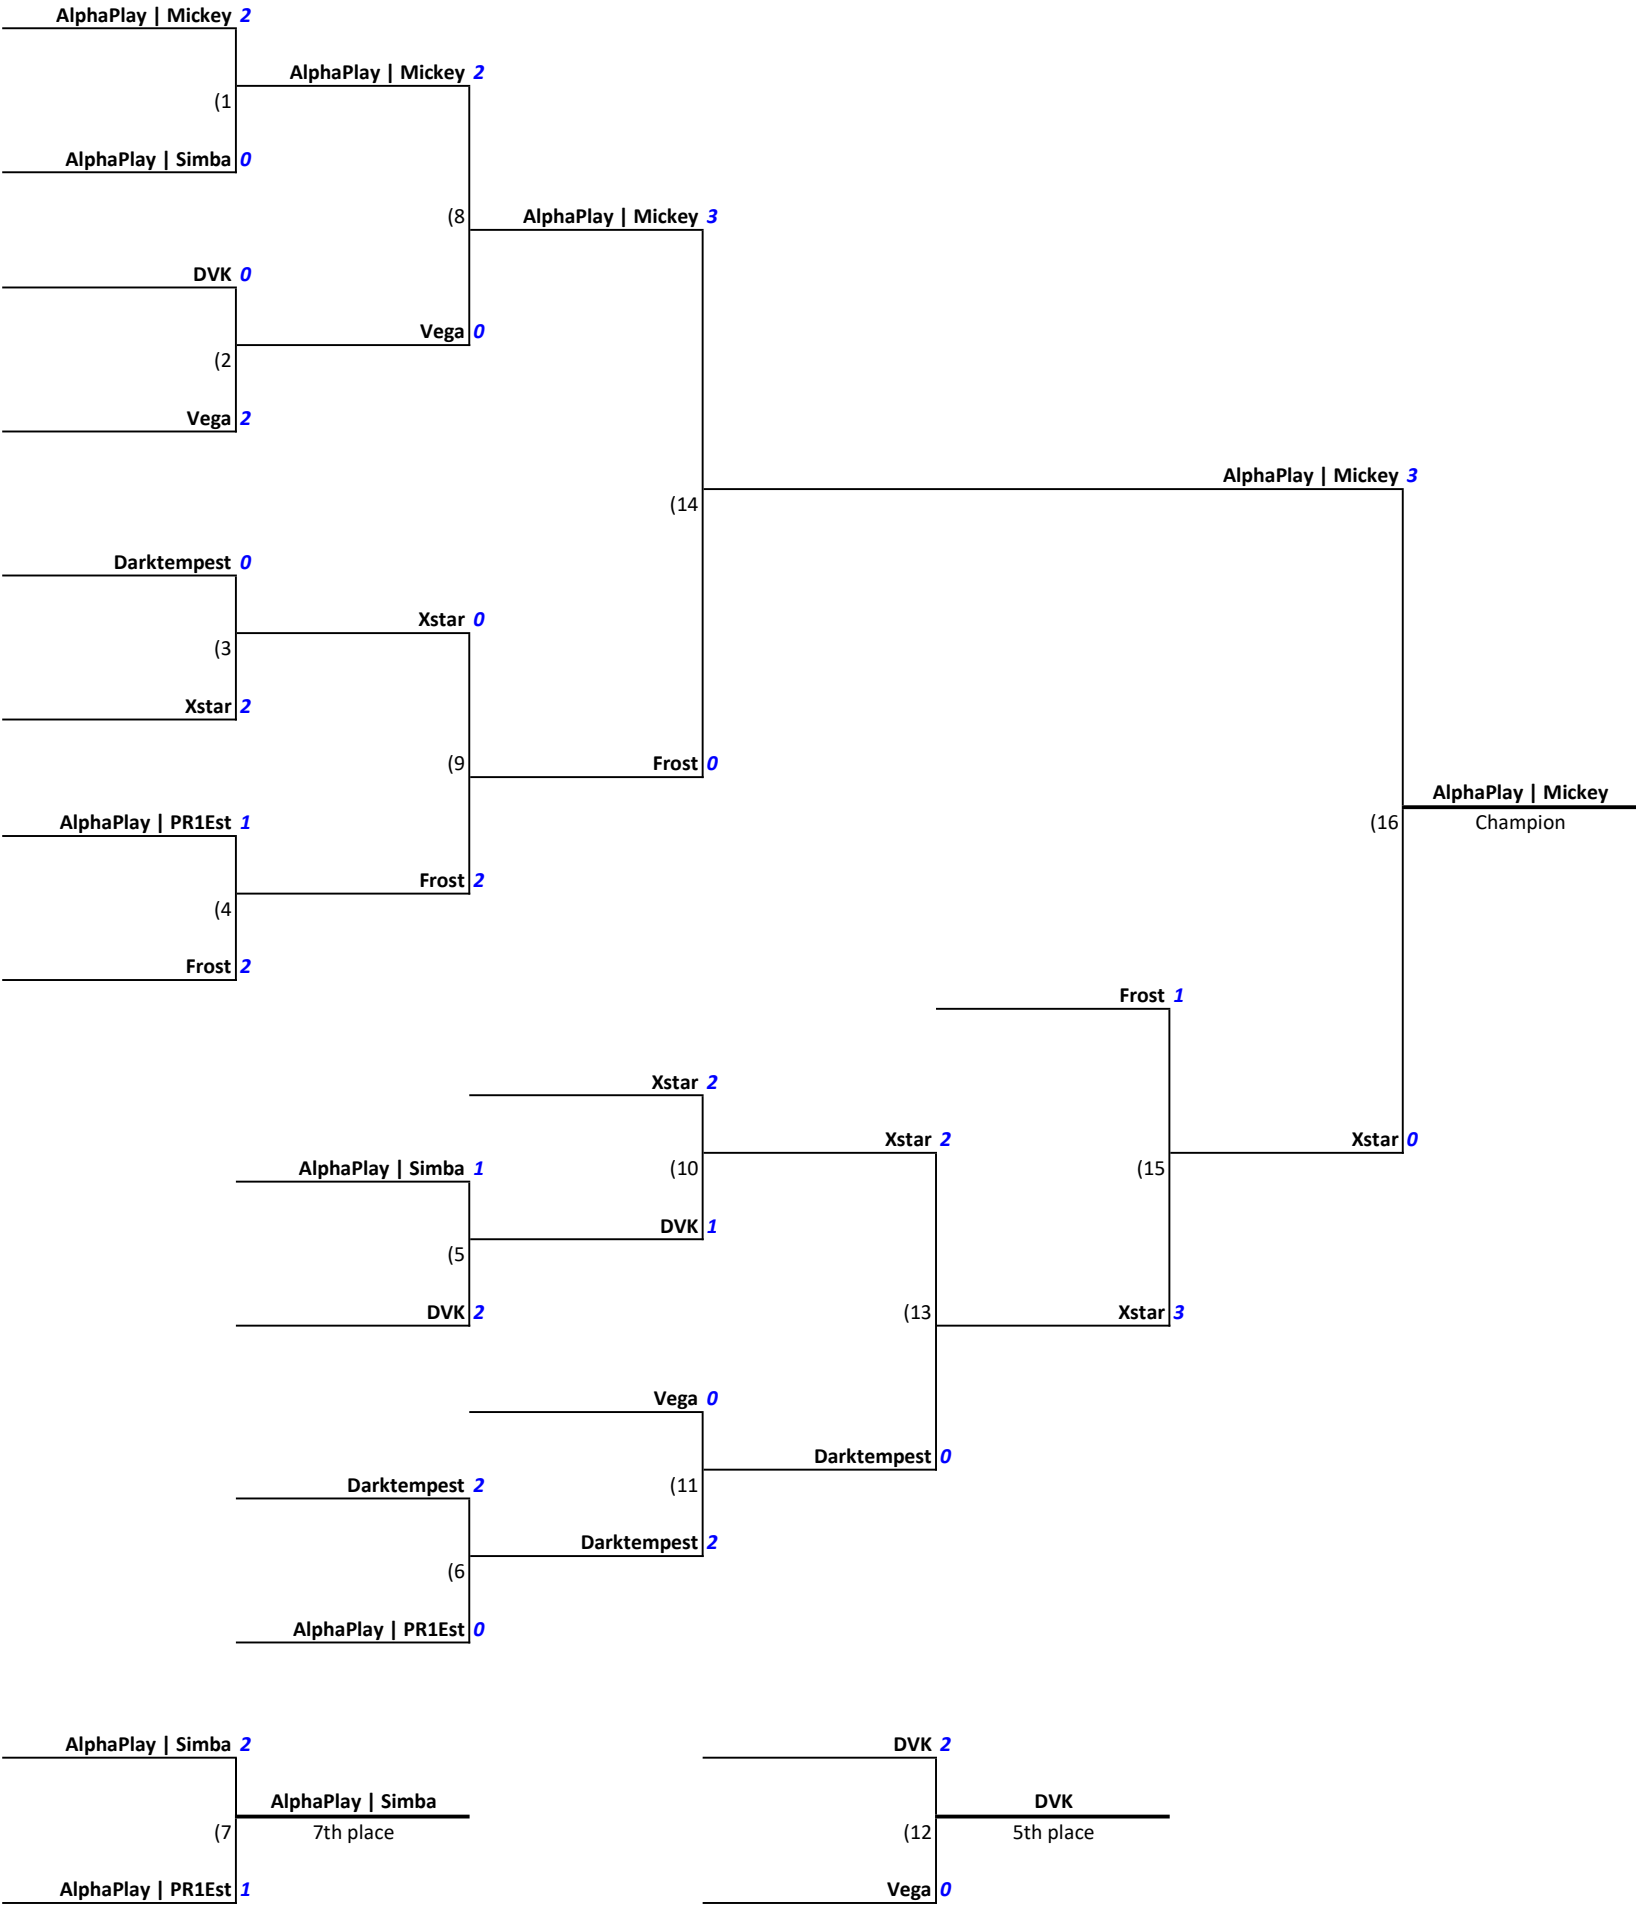 AlphaPlay | Mickey 2
AlphaPlay | Mickey 2
(1
AlphaPlay | Simba 0
(8
AlphaPlay | Mickey 3
DVK 0
Vega 0
(2
Vega 2
AlphaPlay | Mickey 3
(14
Darktempest 0
Xstar 0
(3
Xstar 2
(9
Frost 0
AlphaPlay | Mickey
AlphaPlay | PR1Est 1
(16
Champion
Frost 2
(4
Frost 2
Frost 1
Xstar 2
Xstar 2
Xstar 0
AlphaPlay | Simba 1
(10
(15
DVK 1
(5
DVK 2
(13
Xstar 3
Vega 0
Darktempest 0
Darktempest 2
(11
Darktempest 2
(6
AlphaPlay | PR1Est 0
AlphaPlay | Simba 2
DVK 2
AlphaPlay | Simba
DVK
(7
7th place
(12
5th place
AlphaPlay | PR1Est 1
Vega 0